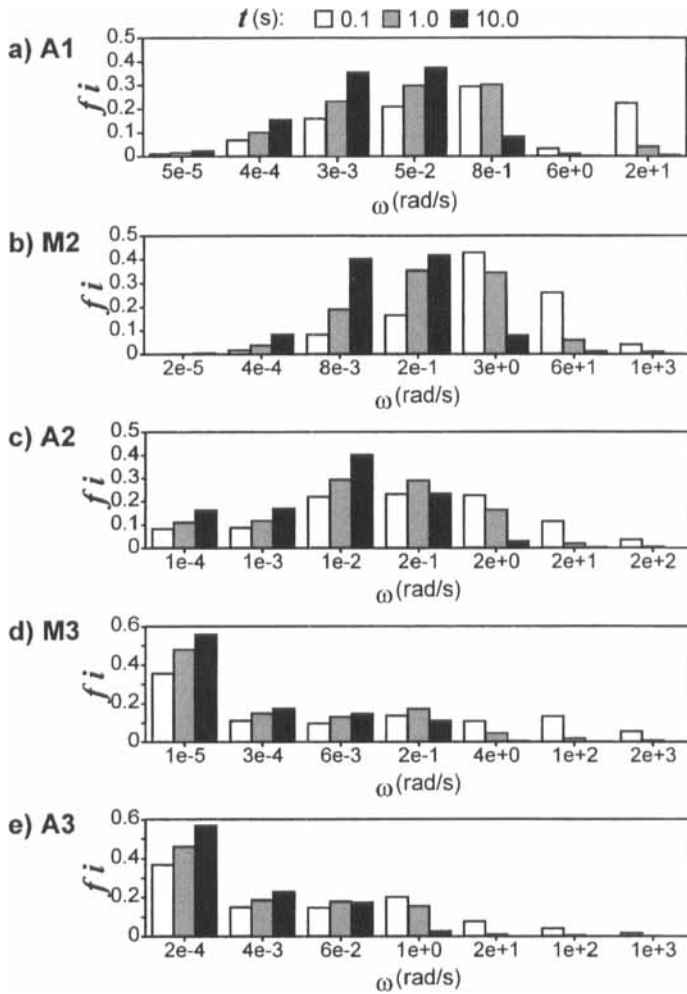 t (s): 0.1 1.0 10.0
a) A1
0.5
0.4
0.3
0.2
0.1
0
f i
5e-5 4e-4 3e-3 5e-2 8e-1 6e+0 2e+1
ω (rad/s)
b) M2
0.5
0.4
0.3
0.2
0.1
0
f i
2e-5 4e-4 8e-3 2e-1 3e+0 6e+1 1e+3
ω (rad/s)
c) A2
0.5
0.4
0.3
0.2
0.1
0
f i
1e-4 1e-3 1e-2 2e-1 2e+0 2e+1 2e+2
ω (rad/s)
d) M3
0.6
0.4
0.2
0
f i
1e-5 3e-4 6e-3 2e-1 4e+0 1e+2 2e+3
ω (rad/s)
e) A3
0.6
0.4
0.2
0
f i
2e-4 4e-3 6e-2 1e+0 2e+1 1e+2 1e+3
ω (rad/s)